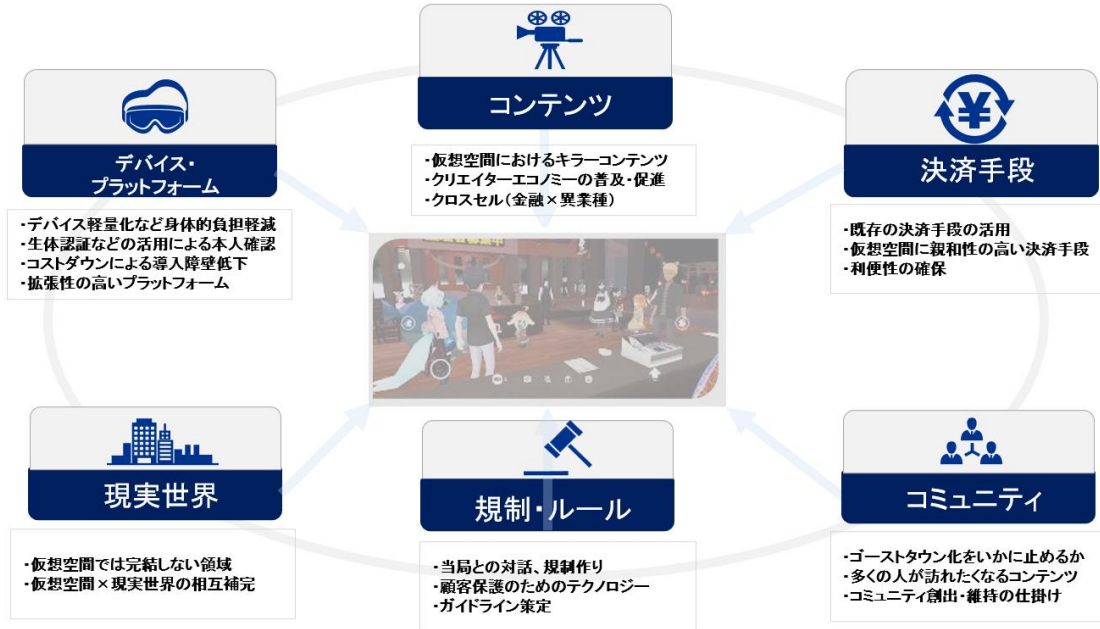 コンテンツ
・仮想空間におけるキラーコンテンツ
・クリエイターエコノミーの普及・促進
・クロスセル（金融×異業種）
デバイス・
プラットフォーム
・デバイス軽量化など身体的負担軽減
・生体認証などの活用による本人確認
・コストダウンによる導入障壁低下
・拡張性の高いプラットフォーム
¥
決済手段
・既存の決済手段の活用
・仮想空間に親和性の高い決済手段
・利便性の確保
現実世界
・仮想空間では完結しない領域
・仮想空間×現実世界の相互補完
規制・ルール
・当局との対話、規制作り
・顧客保護のためのテクノロジー
・ガイドライン策定
コミュニティ
・ゴーストタウン化をいかに止めるか
・多くの人が訪れたくなるコンテンツ
・コミュニティ創出・維持の仕掛け